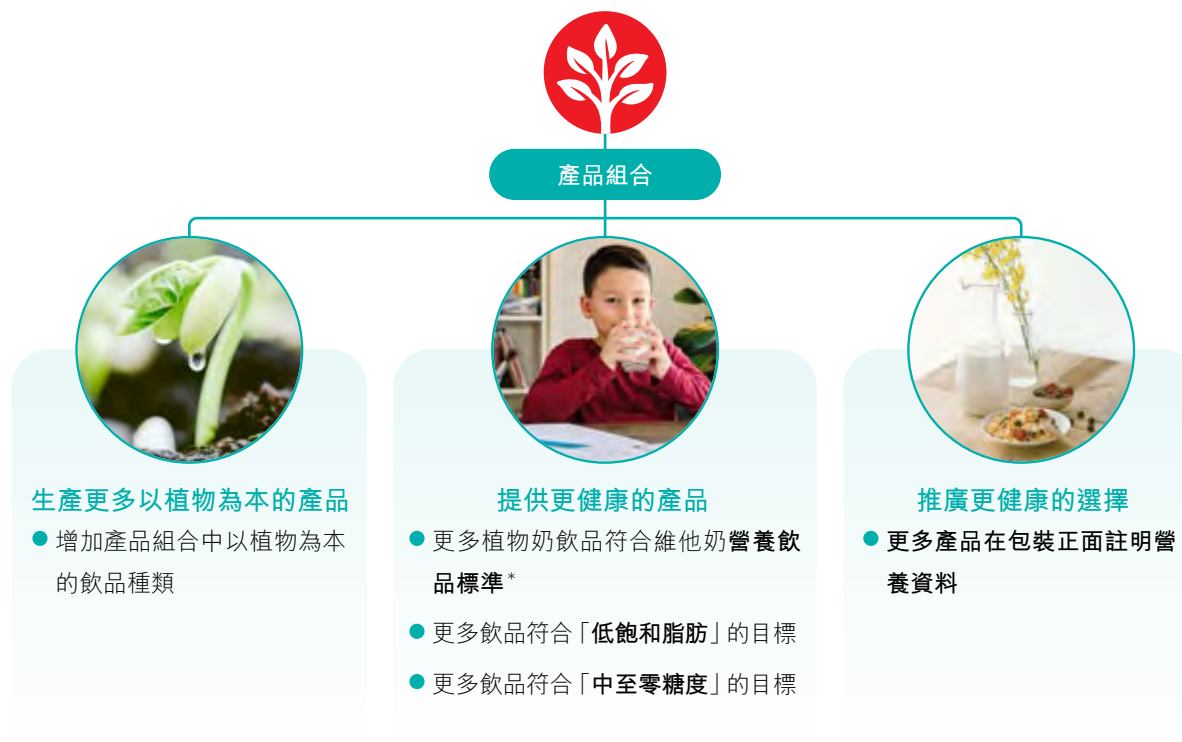 產品組合
生產更多以植物為本的產品
● 增加產品組合中以植物為本
的飲品種類
提供更健康的產品
● 更多植物奶飲品符合維他奶營養飲
品標準*
● 更多飲品符合「低飽和脂肪」的目標
● 更多飲品符合「中至零糖度」的目標
推廣更健康的選擇
● 更多產品在包裝正面註明營
養資料